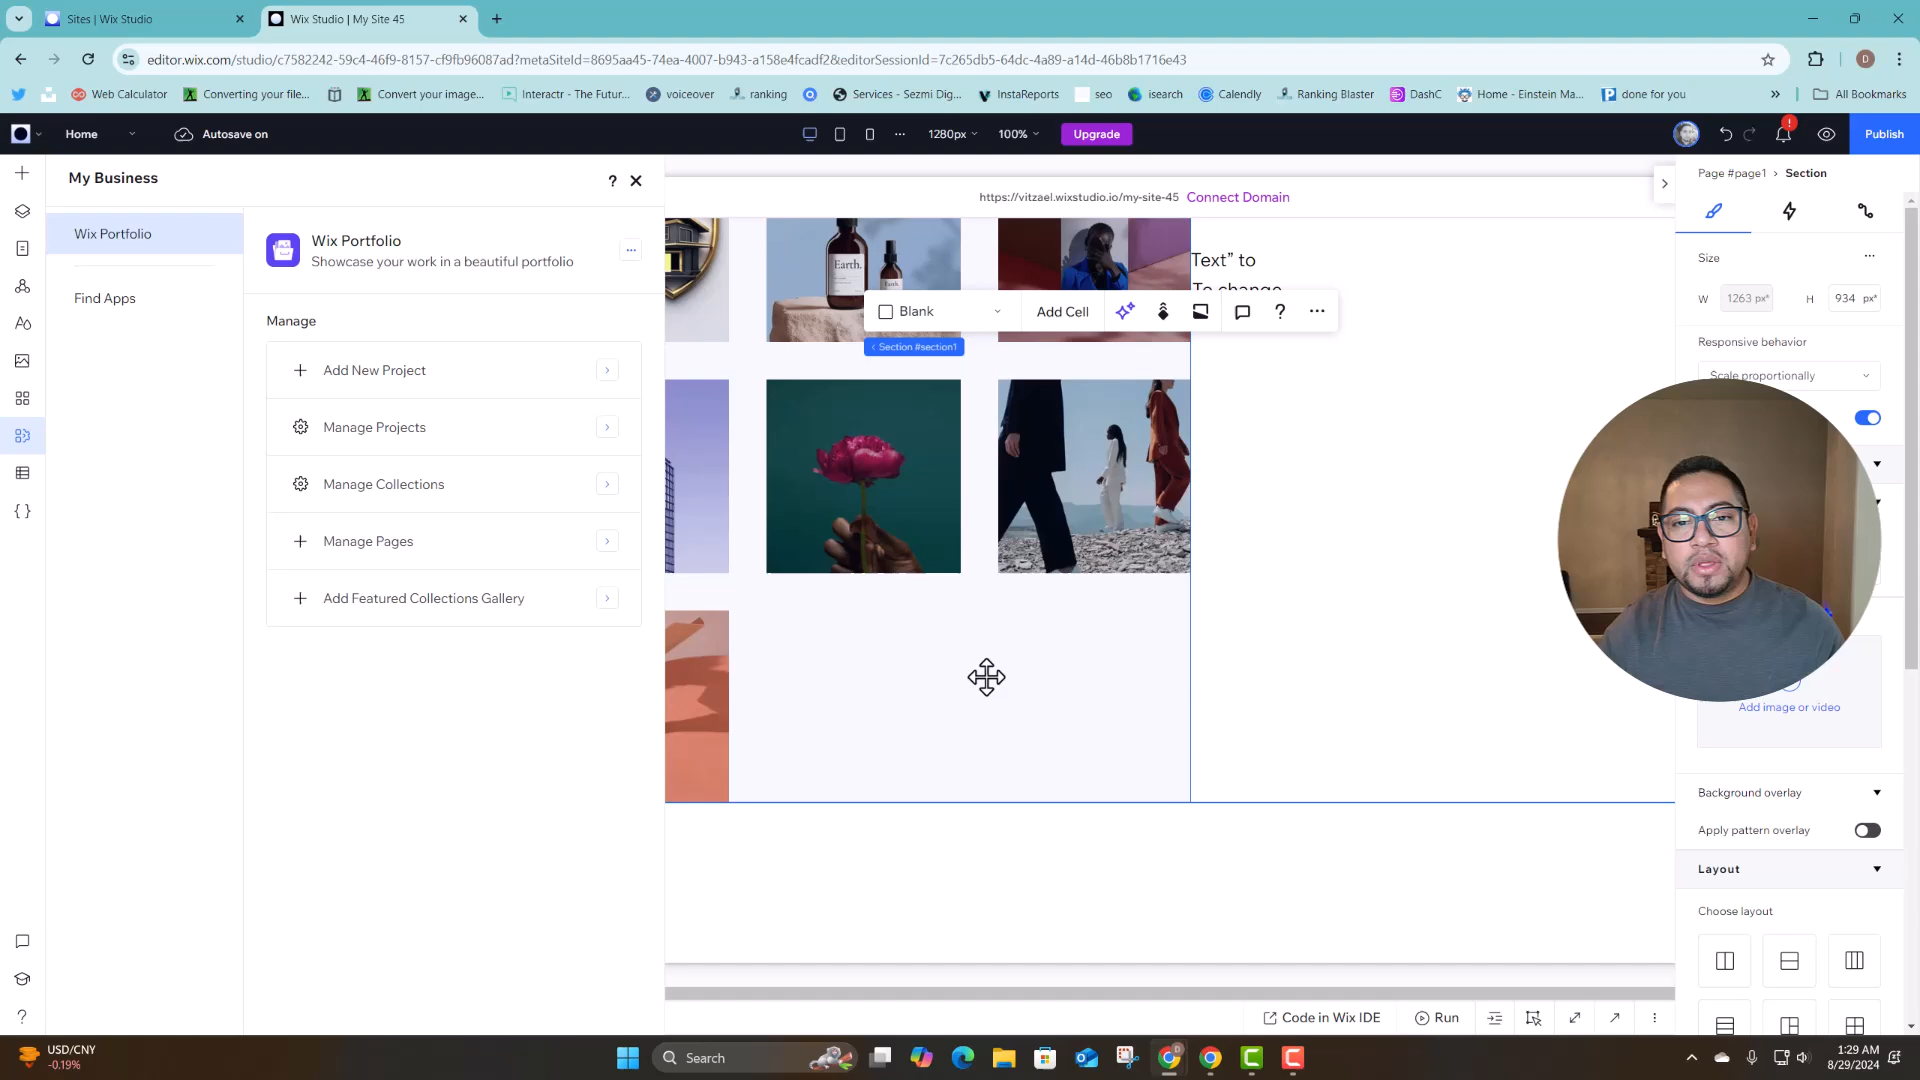 Sites | Wix Studio
Wix Studio | My Site 45
editor.wix.com/studio/c7582242-59c4-46f9-8157-cf9fb96087ad?metaSiteId=8695aa45-74ea-4007-b943-a158e4fcadf2&editorSessionId=7c265db5-64dc-4a89-a14d-46b8b1716e43
D
Web Calculator
Converting your file...
Convert your image...
Interactr - The Futur...
voiceover
ranking
Services - Sezmi Dig...
InstaReports
seo
isearch
Calendly
Ranking Blaster
DashC
Home - Einstein Ma...
done for you
All Bookmarks
Home
Autosave on
1280px
100%
Upgrade
Publish
My Business
?
Wix Portfolio
Find Apps
Wix Portfolio
Showcase your work in a beautiful portfolio
Manage
Add New Project
Manage Projects
Manage Collections
Manage Pages
Add Featured Collections Gallery
https://vitzael.wixstudio.io/my-site-45
Connect Domain
Earth.
Text” to
To change
Blank
Add Cell
?
Section #section1
Page #page1 > Section
Size
W
1263 px*
H
934 px*
Responsive behavior
Scale proportionally
Add image or video
Background overlay
Apply pattern overlay
Layout
Choose layout
Code in Wix IDE
Run
USD/CNY
-0.19%
Search
1:29 AM
8/29/2024